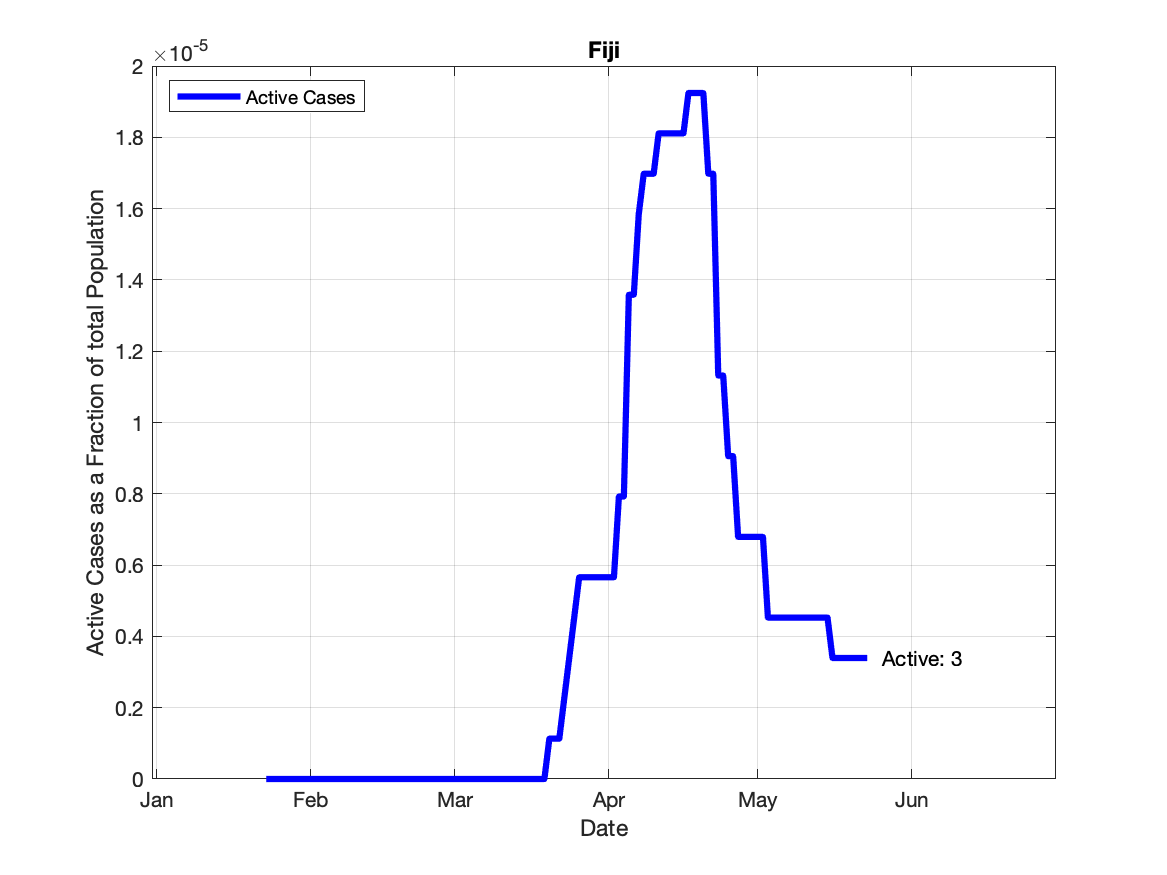 Fiji
×10-5
Active Cases
2
1.8
1.6
1.4
1.2
1
0.8
0.6
0.4
0.2
0
Active Cases as a Fraction of total Population
Active: 3
Jan Feb Mar Apr May Jun
Date